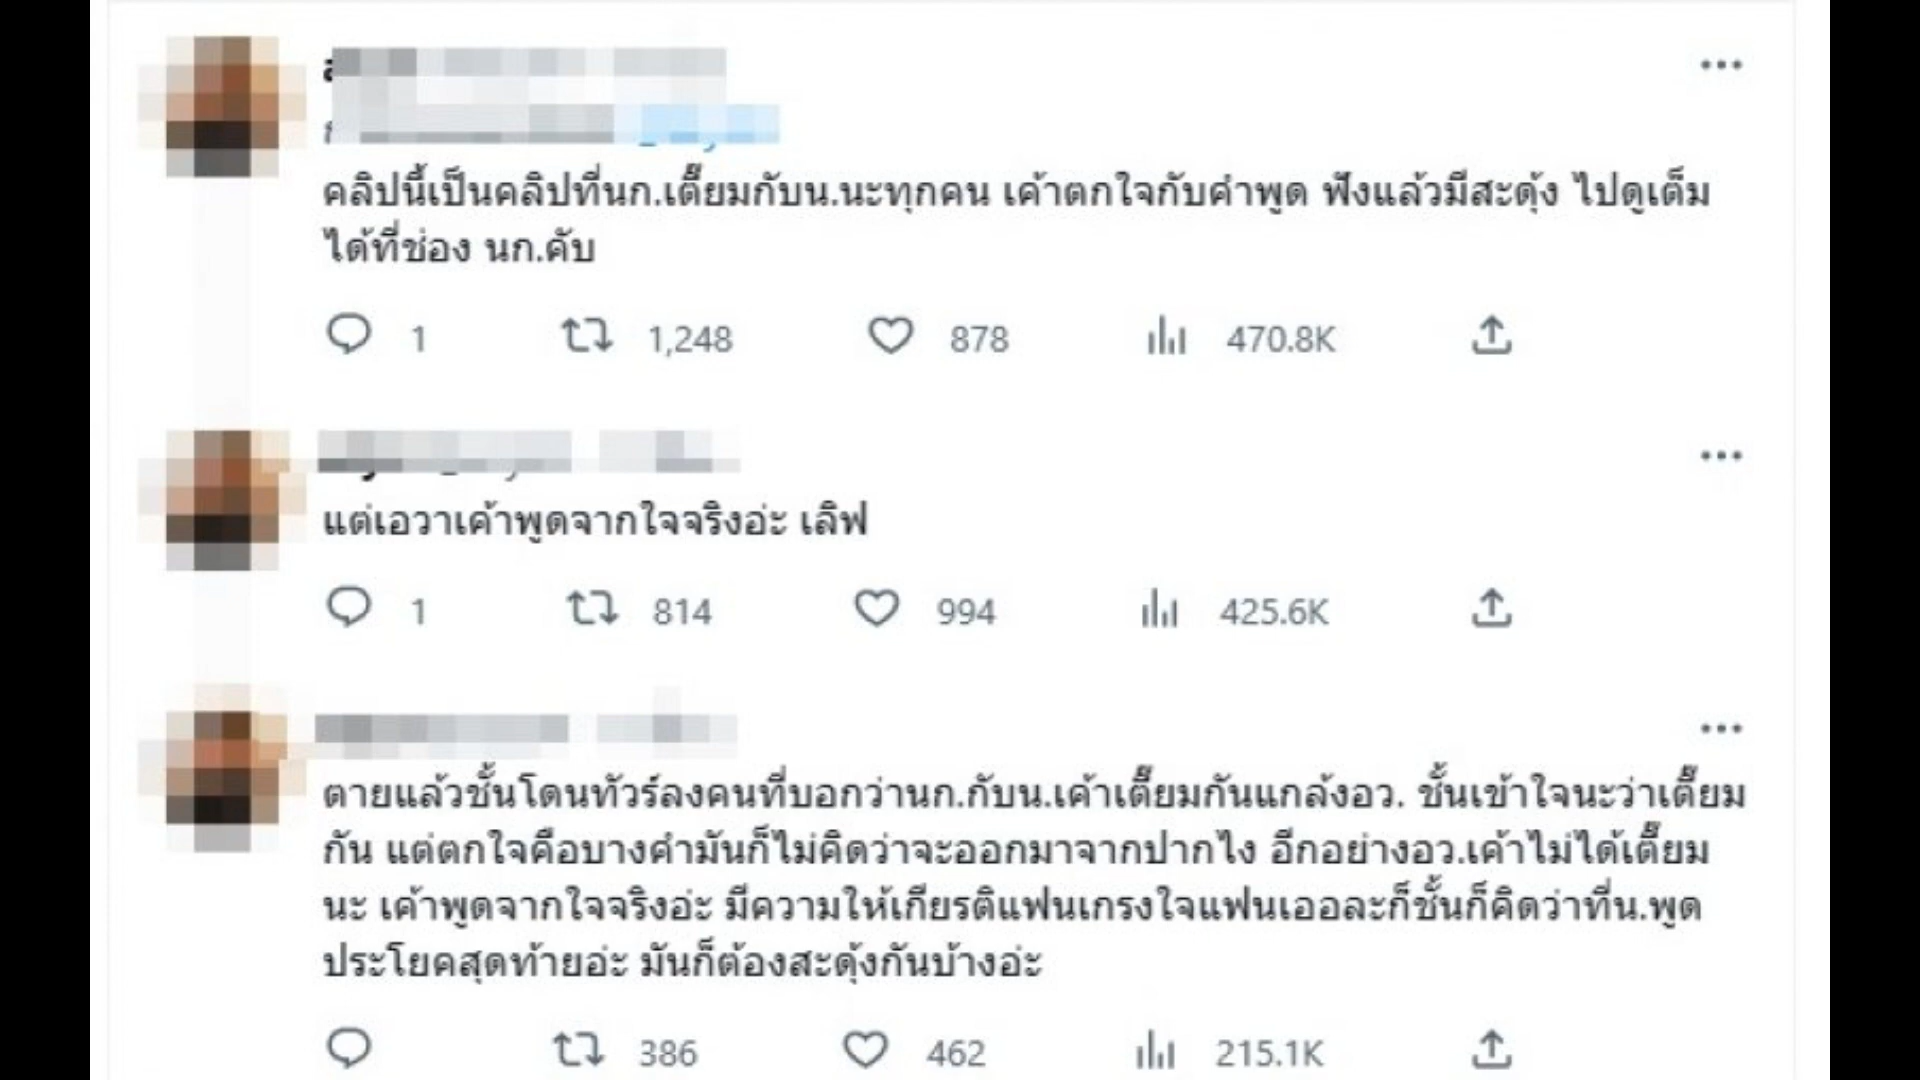 คลิปนี้เป็นคลิปที่นก.เตี๊ยมกับน.นะทุกคน เค้าตกใจกับคำพูด ฟังแล้วมีสะดุ้ง ไปดูเต็ม
ได้ที่ช่อง นก.คับ
1 1,248 878 470.8K
แต่เอวาเค้าพูดจากใจจริงอ่ะ เลิฟ
1 814 994 425.6K
ตายแล้วชั้นโดนทัวร์ลงคนที่บอกว่านก.กับน.เค้าเตี๊ยมกันแกล้งอว. ชั้นเข้าใจนะว่าเตี๊ยม
กัน แต่ตกใจคือบางคำมันก็ไม่คิดว่าจะออกมาจากปากไง อีกอย่างอว.เค้าไม่ได้เตี๊ยม
นะ เค้าพูดจากใจจริงอ่ะ มีความให้เกียรติแฟนเกรงใจแฟนเออละก็ชั้นก็คิดว่าที่น.พูด
ประโยคสุดท้ายอ่ะ มันก็ต้องสะดุ้งกันบ้างอ่ะ
386 462 215.1K